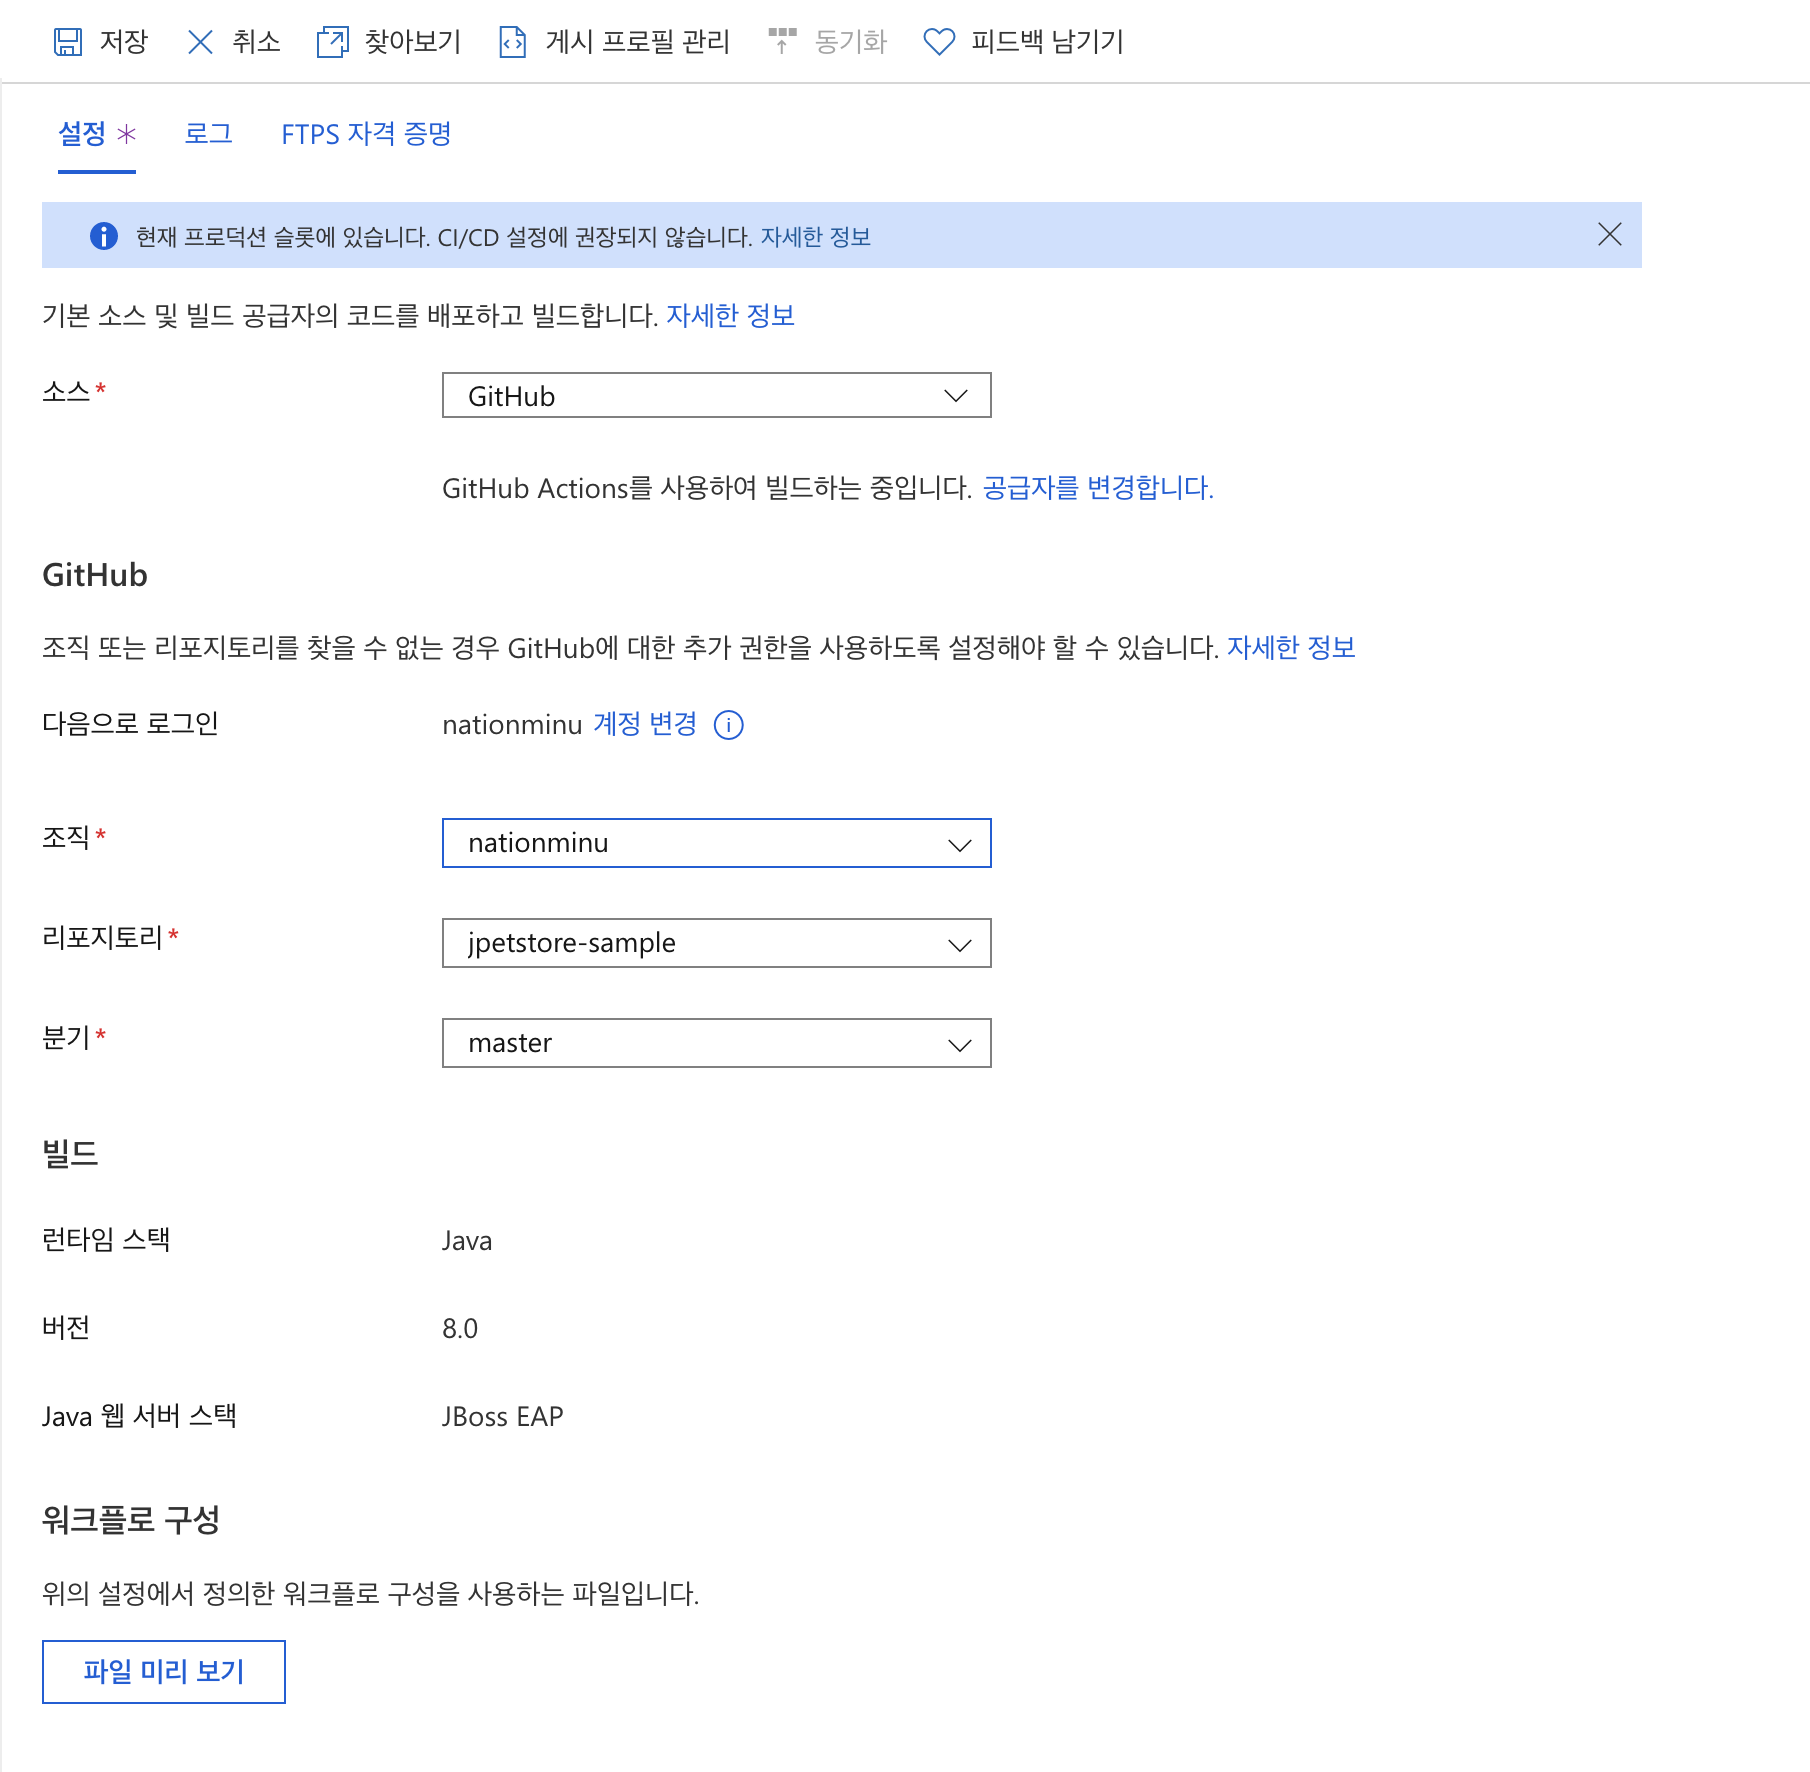 저장 취소 찾아보기 게시 프로필 관리 동기화 피드백 남기기
설정 * 로그 FTPS 자격 증명
현재 프로덕션 슬롯에 있습니다. CI/CD 설정에 권장되지 않습니다. 자세한 정보
기본 소스 및 빌드 공급자의 코드를 배포하고 빌드합니다. 자세한 정보
소스 * GitHub
GitHub Actions를 사용하여 빌드하는 중입니다. 공급자를 변경합니다.
GitHub
조직 또는 리포지토리를 찾을 수 없는 경우 GitHub에 대한 추가 권한을 사용하도록 설정해야 할 수 있습니다. 자세한 정보
다음으로 로그인 nationminu 계정 변경
조직 * nationminu
리포지토리 * jpetstore-sample
분기 * master
빌드
런타임 스택 Java
버전 8.0
Java 웹 서버 스택 JBoss EAP
워크플로 구성
위의 설정에서 정의한 워크플로 구성을 사용하는 파일입니다.
파일 미리 보기